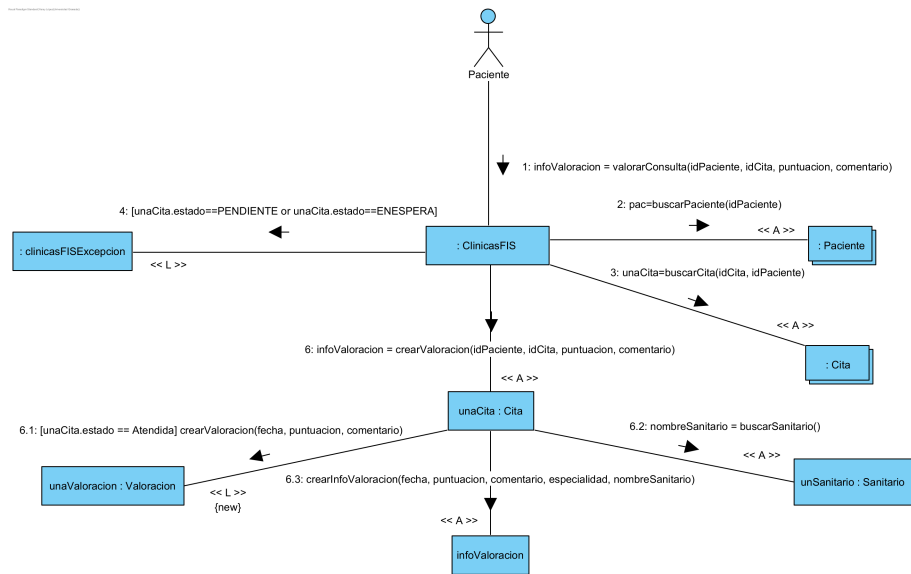 Paciente
1: infoValoracion = valorarConsulta(idPaciente, idCita, puntuacion, comentario)
2: pac=buscarPaciente(idPaciente)
4: [unaCita.estado==PENDIENTE or unaCita.estado==ENESPERA]
<< A >>
: clinicasFISExcepcion
: ClinicasFIS
: Paciente
<< L >>
3: unaCita=buscarCita(idCita, idPaciente)
<< A >>
6: infoValoracion = crearValoracion(idPaciente, idCita, puntuacion, comentario)
: Cita
<< A >>
unaCita : Cita
6.1: [unaCita.estado == Atendida] crearValoracion(fecha, puntuacion, comentario)
6.2: nombreSanitario = buscarSanitario()
<< A >>
unaValoracion : Valoracion
6.3: crearInfoValoracion(fecha, puntuacion, comentario, especialidad, nombreSanitario)
unSanitario : Sanitario
<< L >>
{new}
<< A >>
infoValoracion